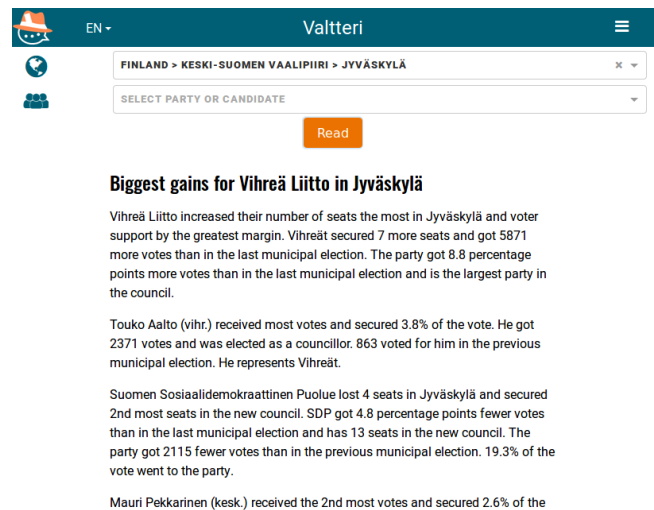 EN
Valtteri
FINLAND > KESKI-SUOMEN VAALIPIIRI > JYVÄSKYLÄ
SELECT PARTY OR CANDIDATE
Read
Biggest gains for Vihreä Liitto in Jyväskylä
Vihreä Liitto increased their number of seats the most in Jyväskylä and voter
support by the greatest margin. Vihreät secured 7 more seats and got 5871
more votes than in the last municipal election. The party got 8.8 percentage
points more votes than in the last municipal election and is the largest party in
the council.
Touko Aalto (vihr.) received most votes and secured 3.8% of the vote. He got
2371 votes and was elected as a councillor. 863 voted for him in the previous
municipal election. He represents Vihreät.
Suomen Sosiaalidemokraattinen Puolue lost 4 seats in Jyväskylä and secured
2nd most seats in the new council. SDP got 4.8 percentage points fewer votes
than in the last municipal election and has 13 seats in the new council. The
party got 2115 fewer votes than in the previous municipal election. 19.3% of the
vote went to the party.
Mauri Pekkarinen (kesk.) received the 2nd most votes and secured 2.6% of the